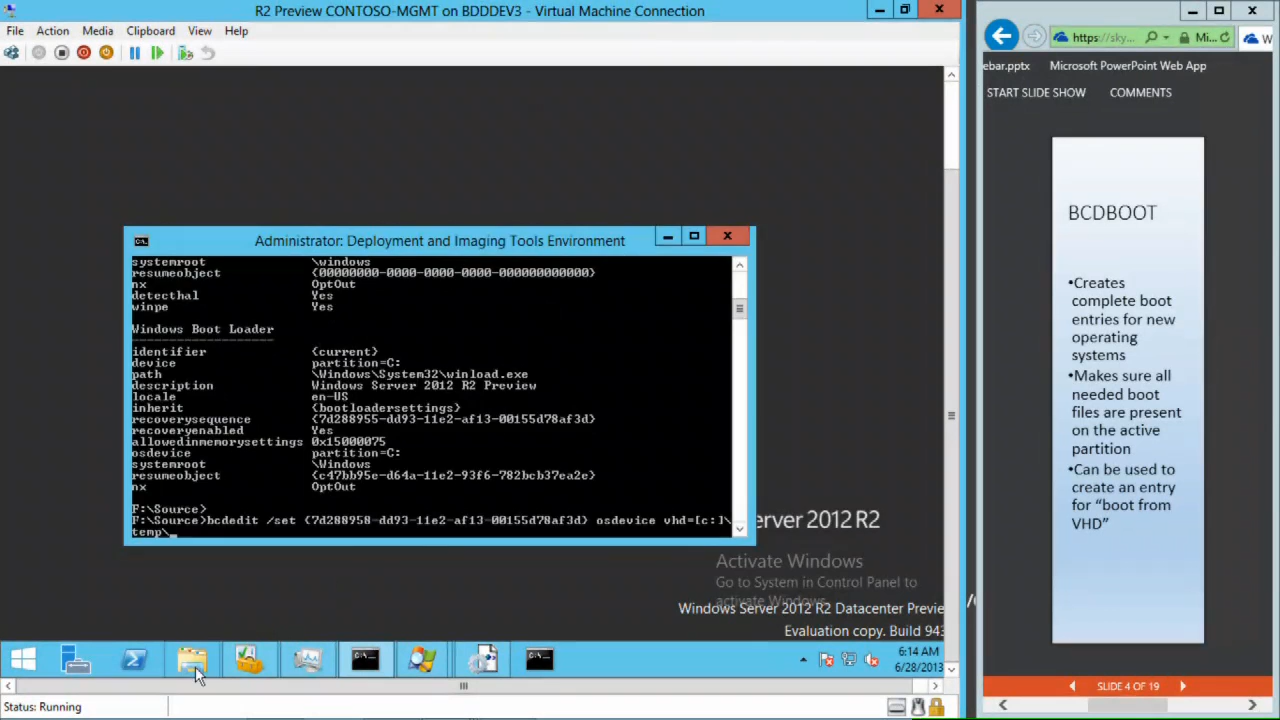 R2 Preview CONTOSO-MGMT on BDDDEV3 - Virtual Machine Connection
File Action Media Clipboard View Help
Administrator: Deployment and Imaging Tools Environment
systemroot \windows
resumeobject {00000000-0000-0000-0000-000000000000}
nx OptOut
detecthal Yes
winpe Yes
Windows Boot Loader
-------------------
identifier {current}
device partition=C:
path \Windows\System32\winload.exe
description Windows Server 2012 R2 Preview
locale en-US
inherit {bootloadersettings}
recoverysequence {7d288955-dd93-11e2-af13-00155d78af3d}
recoveryenabled Yes
allowedinmemorysettings 0x15000075
osdevice partition=C:
systemroot \Windows
resumeobject {c47bb95e-d64a-11e2-93f6-782bcb37ea2e}
nx OptOut
F:\Source>
F:\Source>bcdedit /set {7d288958-dd93-11e2-af13-00155d78af3d} osdevice vhd=[c:]\
temp\_
erver 2012 R2
Activate Windows
Go to System in Control Panel to
activate Windows.
Windows Server 2012 R2 Datacenter Previe
Evaluation copy. Build 943
6:14 AM
6/28/2013
Status: Running
https://sky... Mi... W
ebar.pptx Microsoft PowerPoint Web App
START SLIDE SHOW COMMENTS
BCDBOOT
•Creates
complete boot
entries for new
operating
systems
•Makes sure all
needed boot
files are present
on the active
partition
•Can be used to
create an entry
for “boot from
VHD”
SLIDE 4 OF 19